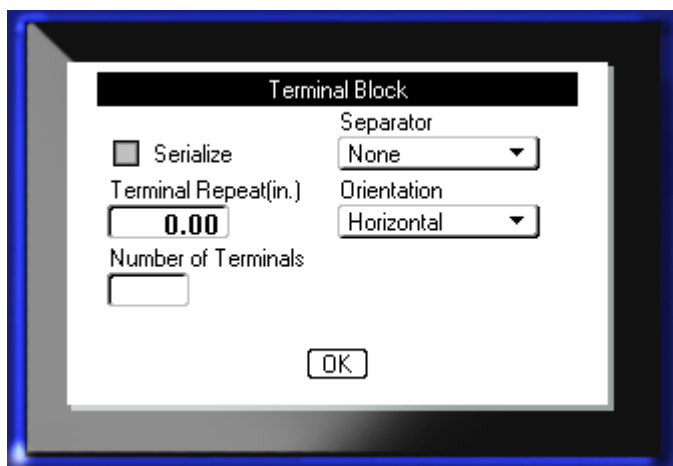 Terminal Block
Separator
Serialize
None
Terminal Repeat(in.)
Orientation
0.00
Horizontal
Number of Terminals
OK